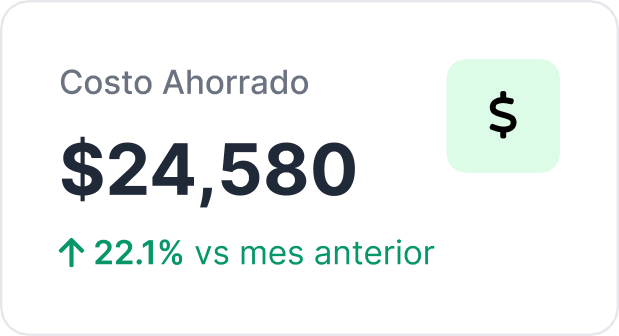 Costo Ahorrado
$
$24,580
↑ 22.1% vs mes anterior